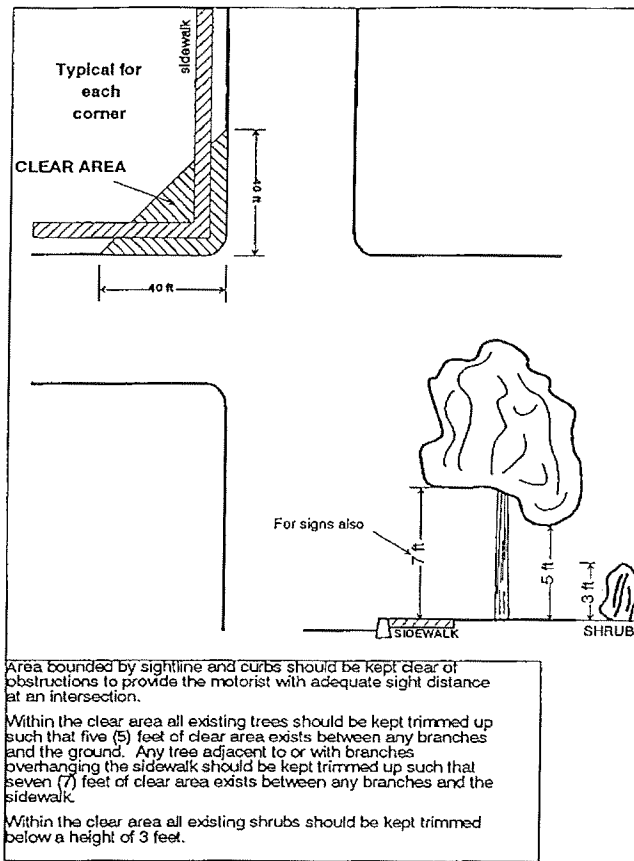 Typical for
each
corner
sidewalk
CLEAR AREA
40 ft
40 ft
For signs also
7 ft
5 ft
3 ft
SIDEWALK
SHRUB
Area bounded by sightline and curbs should be kept clear of
obstructions to provide the motorist with adequate sight distance
at an intersection.
Within the clear area all existing trees should be kept trimmed up
such that five (5) feet of clear area exists between any branches
and the ground. Any tree adjacent to or with branches
overhanging the sidewalk should be kept trimmed up such that
seven (7) feet of clear area exists between any branches and the
sidewalk.
Within the clear area all existing shrubs should be kept trimmed
below a height of 3 feet.